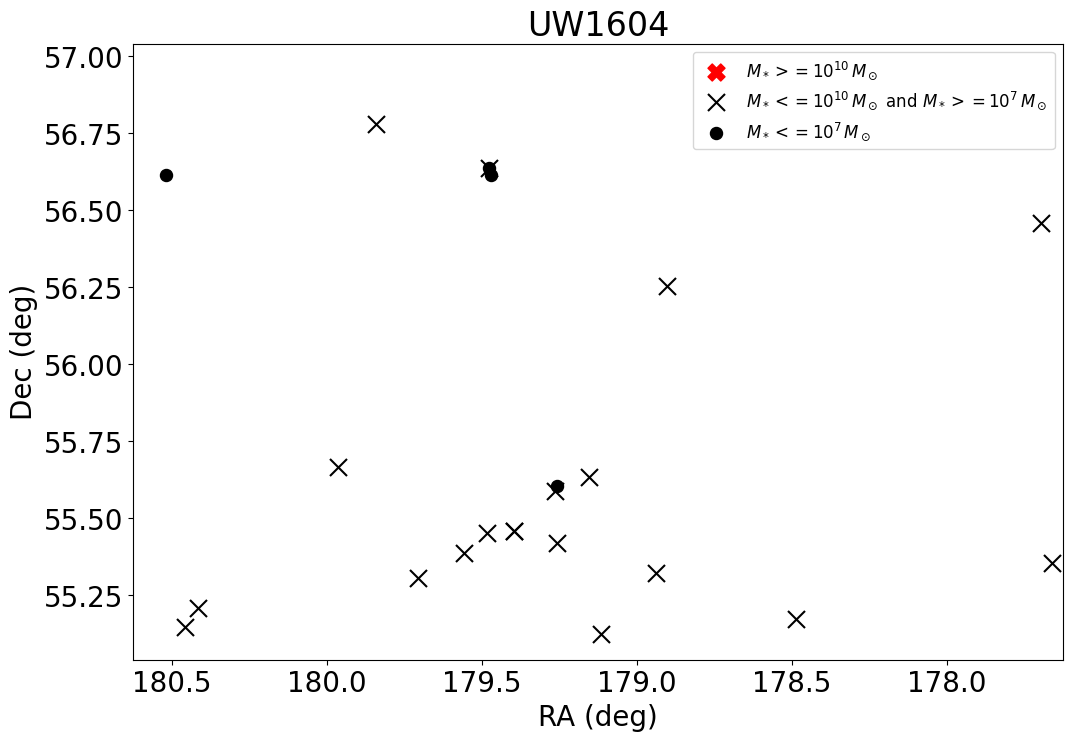 UW1604
57.00
56.75
56.50
56.25
56.00
55.75
55.50
55.25
Dec (deg)
M* >= 10^10 M⊙
M* <= 10^10 M⊙ and M* >= 10^7 M⊙
M* <= 10^7 M⊙
180.5 180.0 179.5 179.0 178.5 178.0
RA (deg)